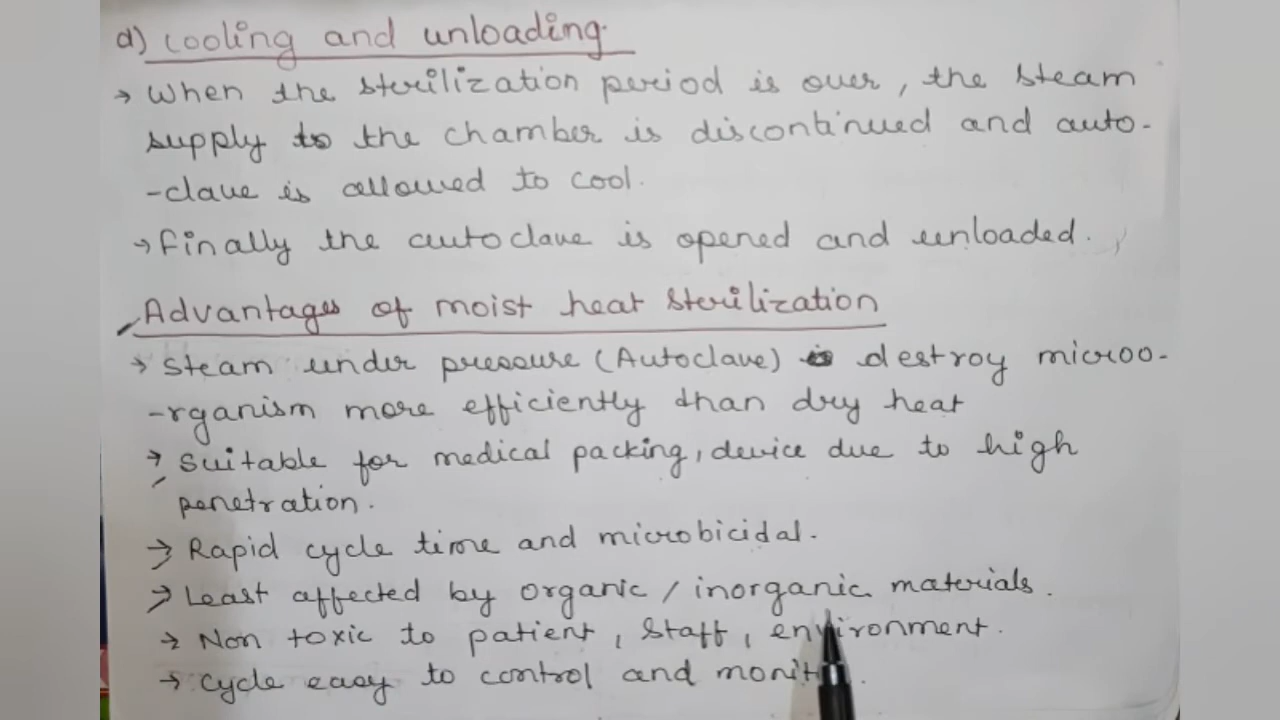 d) cooling and unloading.
→ When the sterilization period is over, the steam
supply to the chamber is discontinued and auto-
-clave is allowed to cool.
→ Finally the autoclave is opened and unloaded.
Advantages of moist heat sterilization
→ Steam under pressure (Autoclave) destroy microo-
-rganism more efficiently than dry heat
→ Suitable for medical packing, device due to high
penetration.
→ Rapid cycle time and microbicidal.
→ Least affected by organic / inorganic materials.
→ Non toxic to patient, staff, environment.
→ Cycle easy to control and